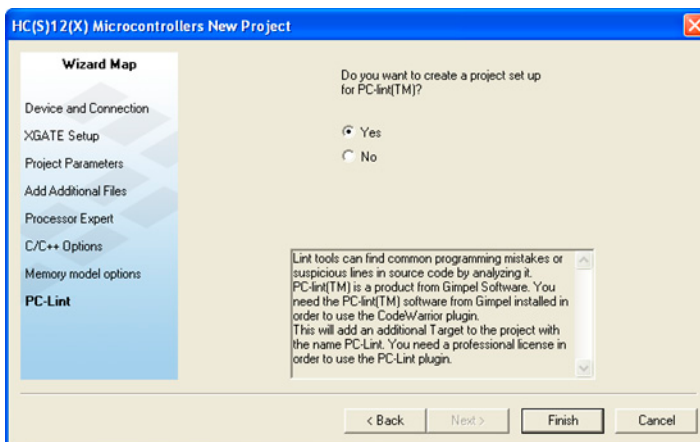 HC(S)12(X) Microcontrollers New Project
Wizard Map
Device and Connection
XGATE Setup
Project Parameters
Add Additional Files
Processor Expert
C/C++ Options
Memory model options
PC-Lint
Do you want to create a project set up
for PC-lint(TM)?
Yes
No
Lint tools can find common programming mistakes or
suspicious lines in source code by analyzing it.
PC-lint(TM) is a product from Gimpel Software. You
need the PC-lint(TM) software from Gimpel installed in
order to use the CodeWarrior plugin.
This will add an additional Target to the project with
the name PC-Lint. You need a professional license in
order to use the PC-Lint plugin.
< Back
Next >
Finish
Cancel